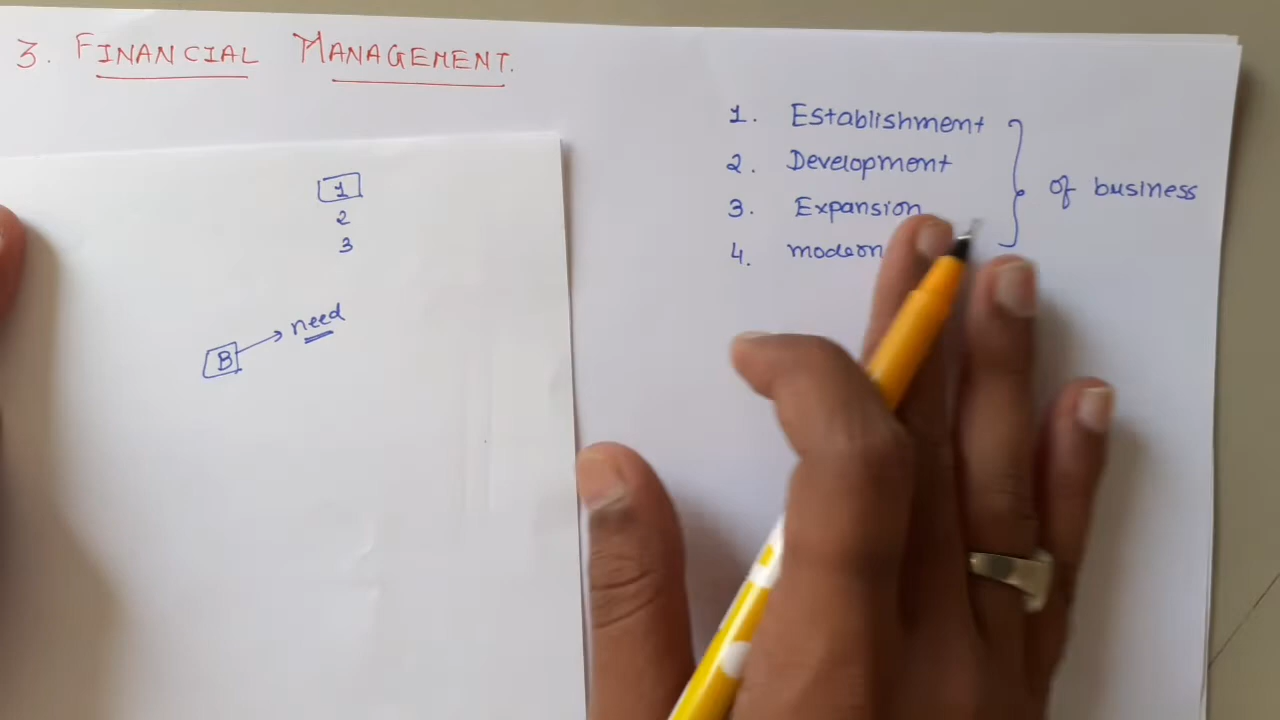 3. FINANCIAL MANAGEMENT.
1
2
3
B → need
1. Establishment
2. Development
3. Expansion
4. modern
of business